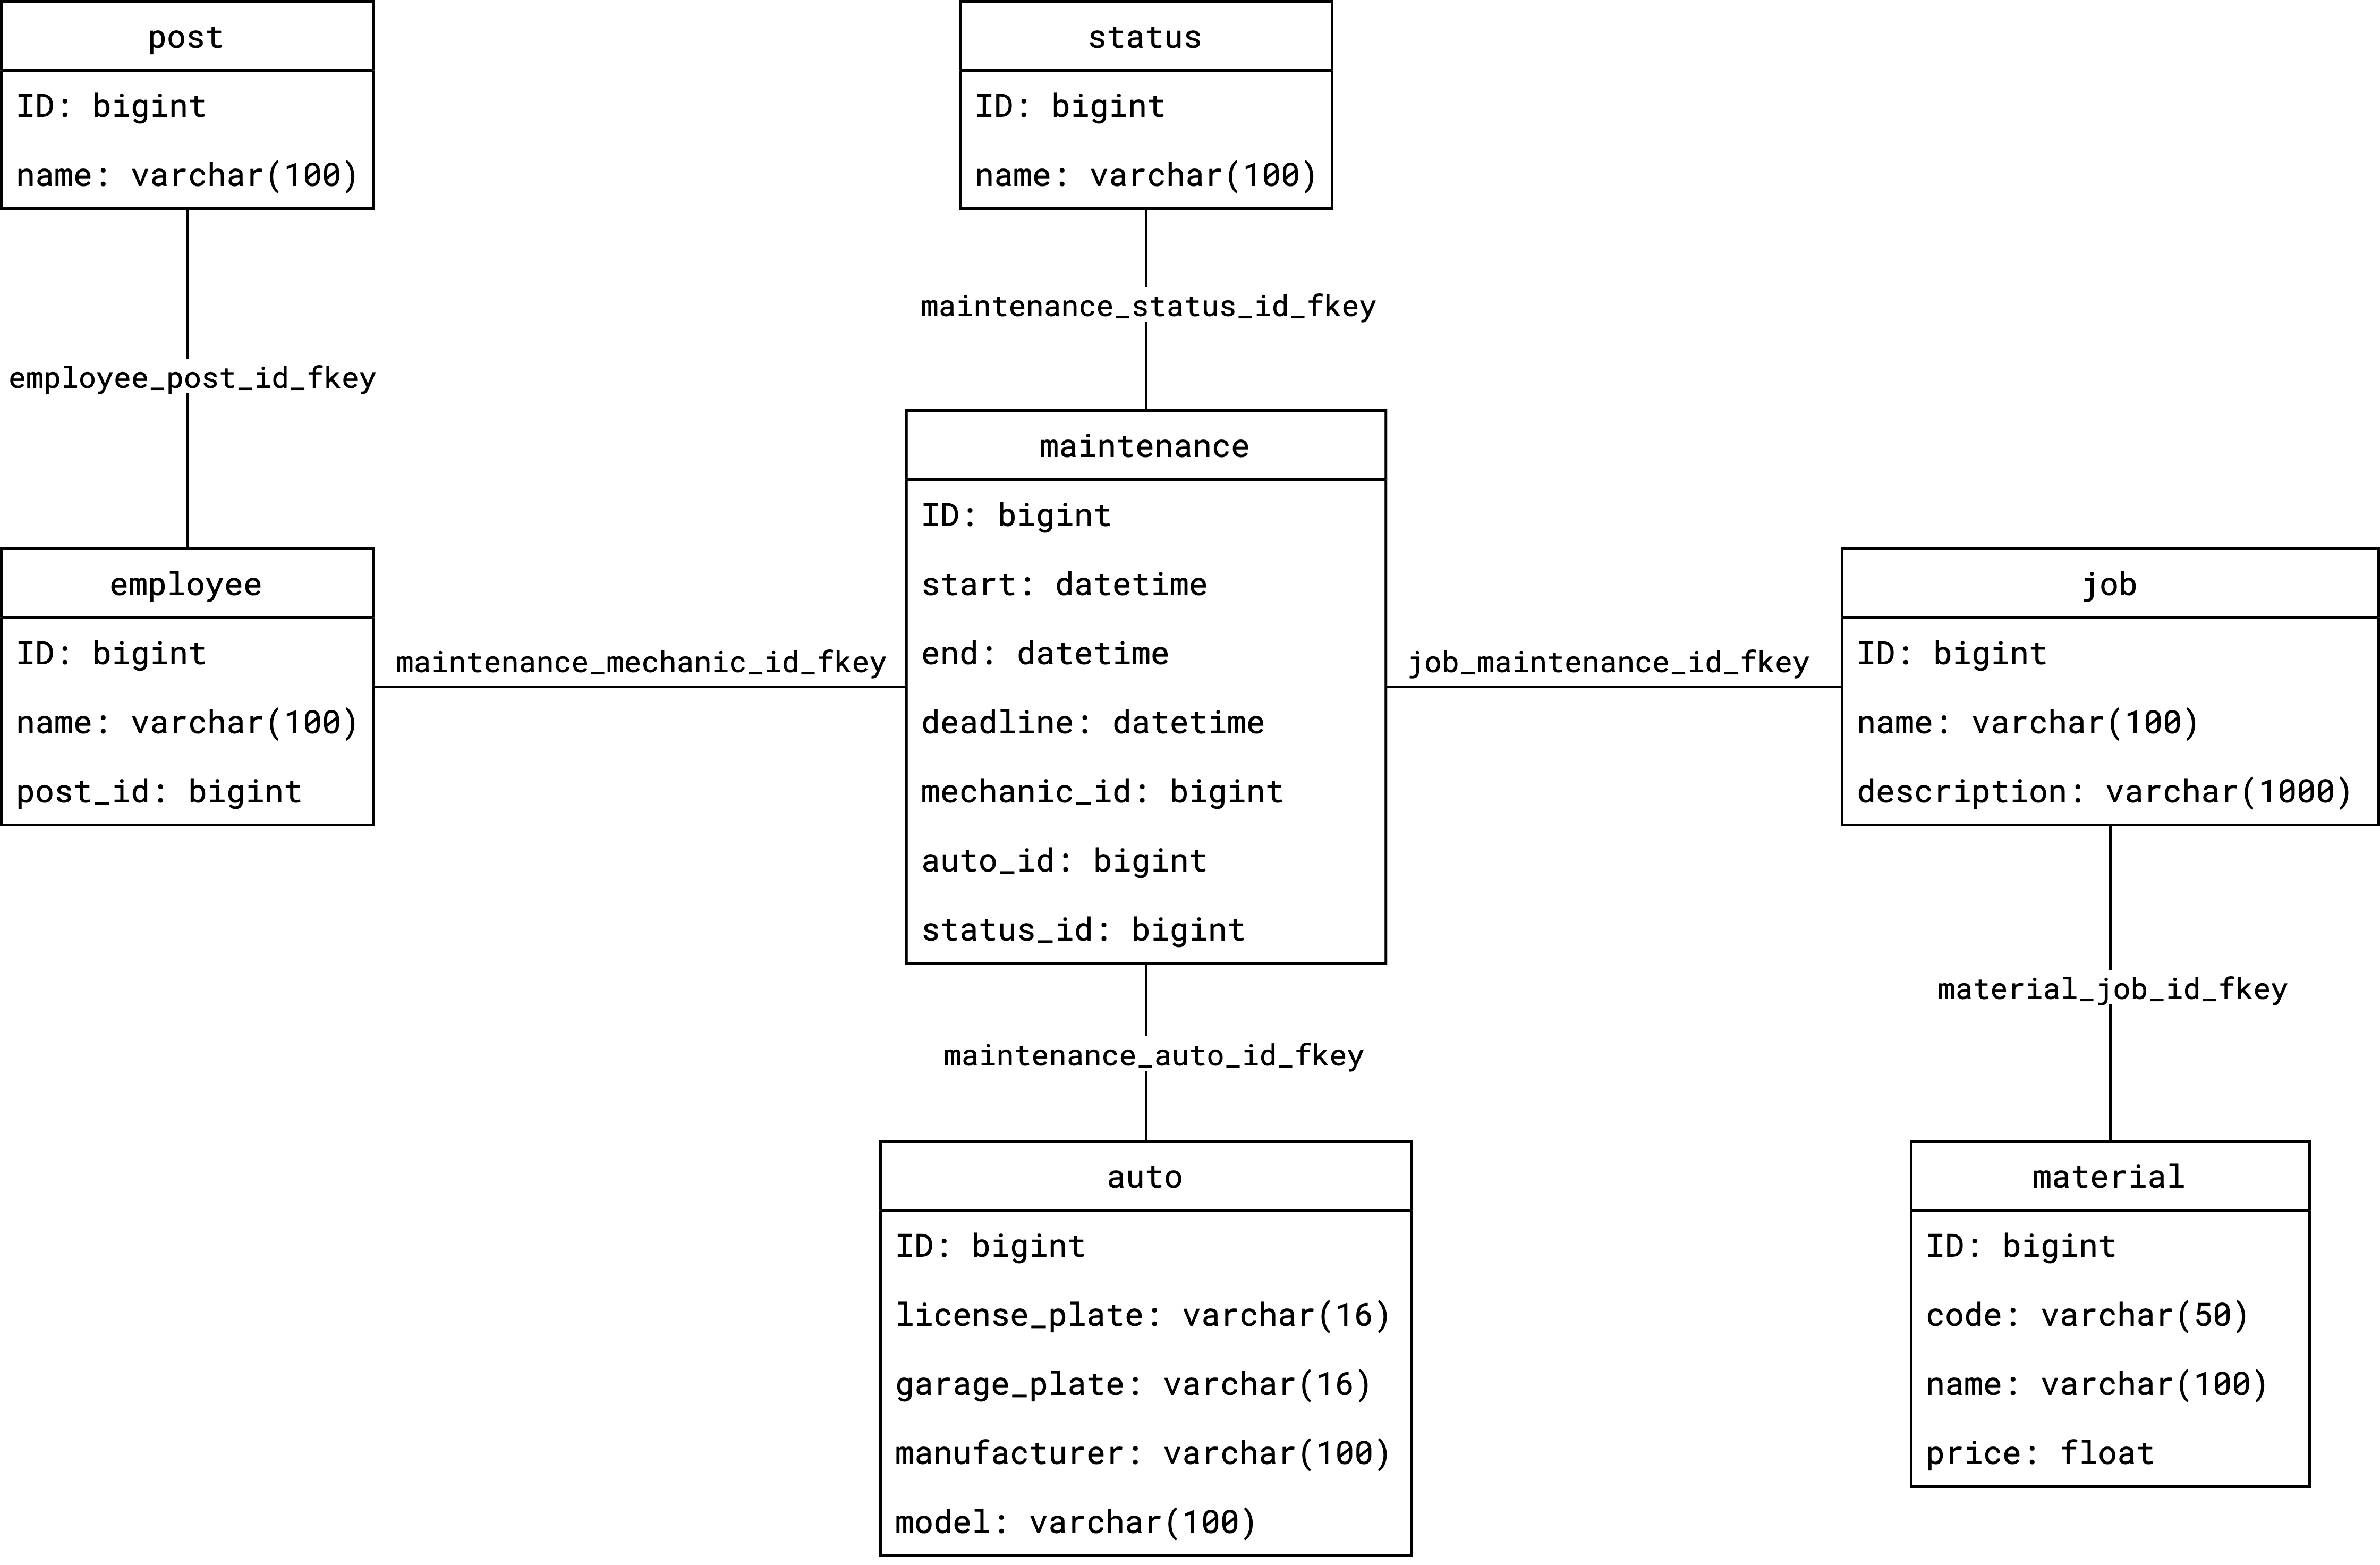 post
ID: bigint
name: varchar(100)
status
ID: bigint
name: varchar(100)
maintenance_status_id_fkey
employee_post_id_fkey
maintenance
ID: bigint
start: datetime
end: datetime
deadline: datetime
mechanic_id: bigint
auto_id: bigint
status_id: bigint
employee
ID: bigint
name: varchar(100)
post_id: bigint
maintenance_mechanic_id_fkey
job_maintenance_id_fkey
job
ID: bigint
name: varchar(100)
description: varchar(1000)
material_job_id_fkey
maintenance_auto_id_fkey
auto
ID: bigint
license_plate: varchar(16)
garage_plate: varchar(16)
manufacturer: varchar(100)
model: varchar(100)
material
ID: bigint
code: varchar(50)
name: varchar(100)
price: float